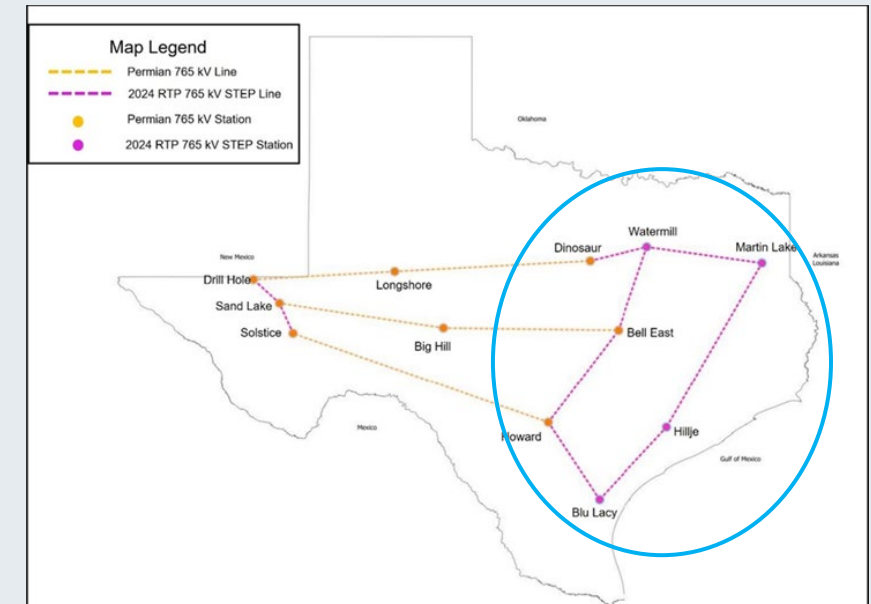 Map Legend
Permian 765 kV Line
2024 RTP 765 kV STEP Line
Permian 765 kV Station
2024 RTP 765 kV STEP Station
Oklahoma
Watermill
Dinosaur
Martin Lake
Arkansas
Louisiana
New Mexico
Drill Hole
Longshore
Sand Lake
Solstice
Big Hill
Bell East
Mexico
Howard
Hillje
Gulf of Mexico
Blu Lacy